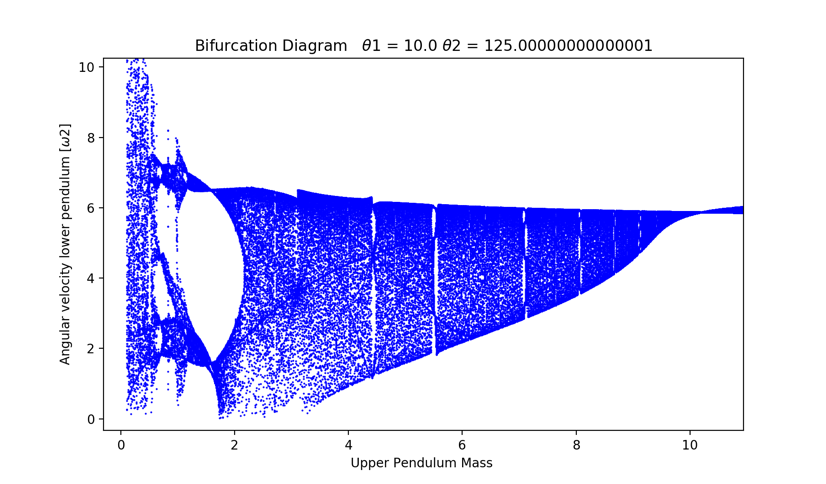 Bifurcation Diagram θ1 = 10.0 θ2 = 125.00000000000001
10
8
6
4
2
0
Angular velocity lower pendulum [ω2]
0 2 4 6 8 10
Upper Pendulum Mass